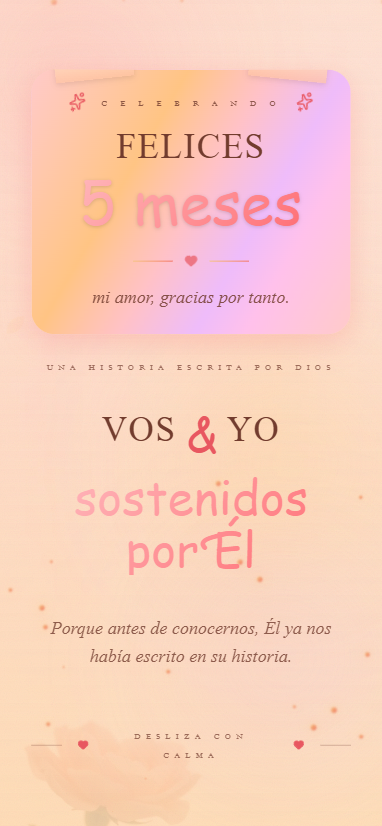 CELEBRANDO
FELICES
5 meses
mi amor, gracias por tanto.
UNA HISTORIA ESCRITA POR DIOS
VOS & YO
sostenidos
por Él
Porque antes de conocernos, Él ya nos
había escrito en su historia.
DESLIZA CON
CALMA